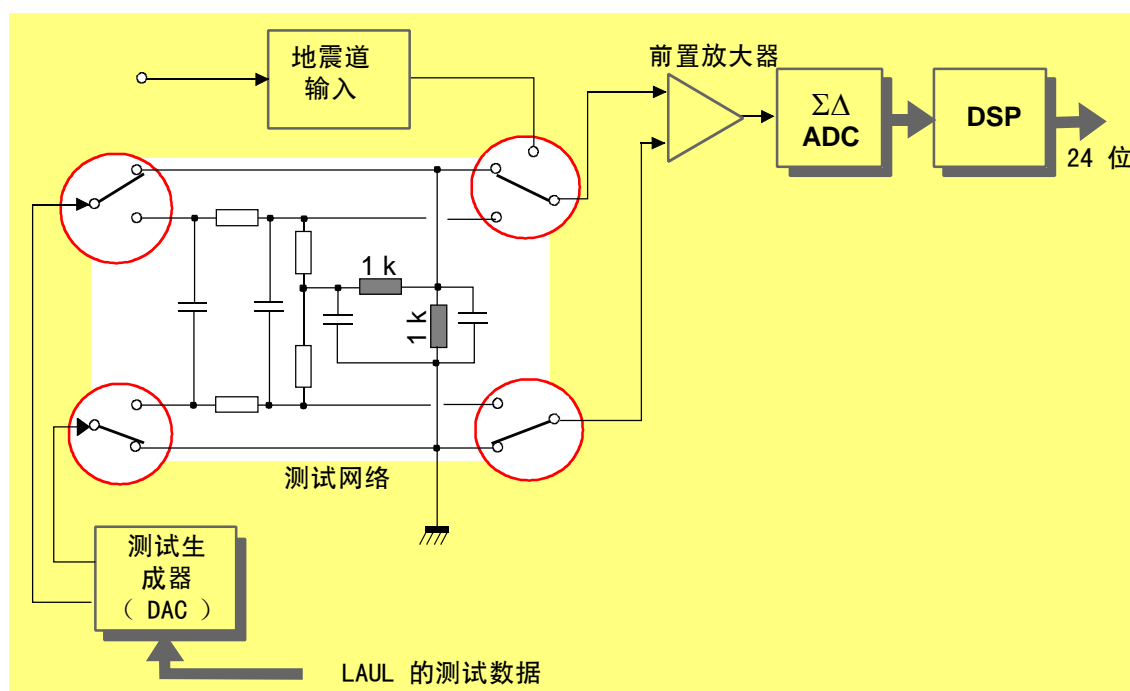 地震道
输入
前置放大器
ΣΔ
ADC
DSP
24 位
1 k
1 k
测试网络
测试生
成器
( DAC )
LAUL 的测试数据